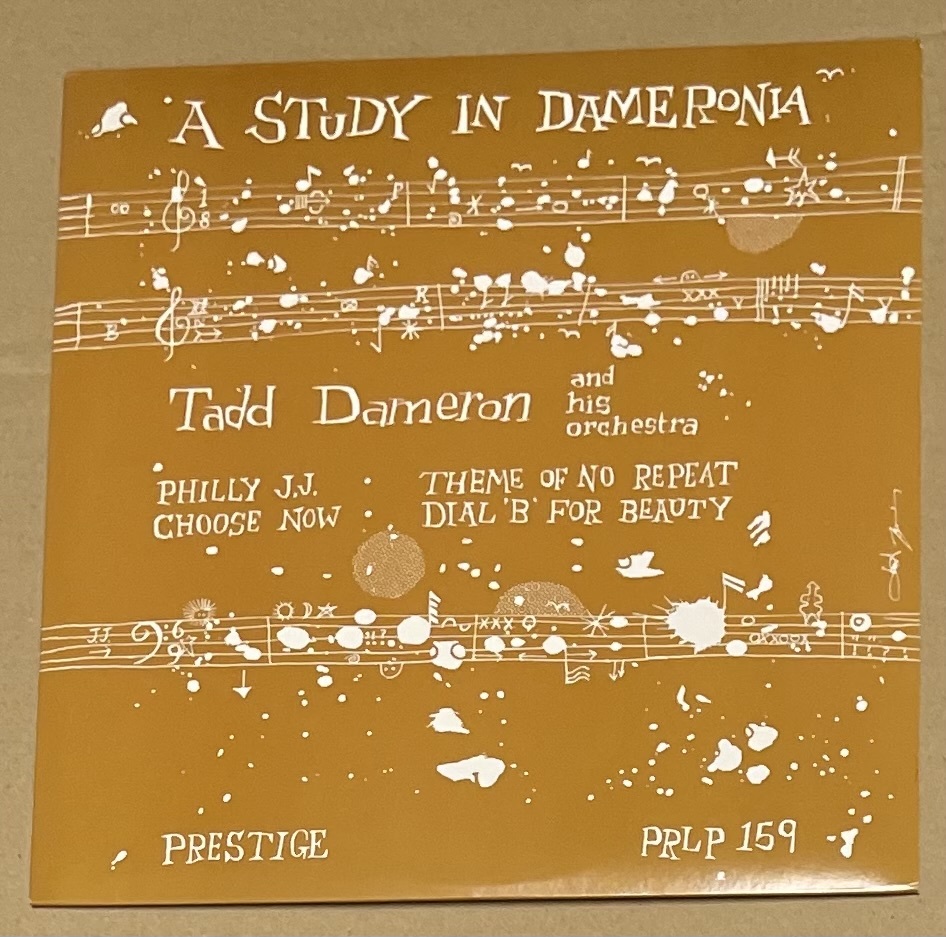 A STUDY IN DAMERONIA
Tadd Dameron and his orchestra
PHILLY J.J. · THEME OF NO REPEAT
CHOOSE NOW · DIAL 'B' FOR BEAUTY
J.J.
PRESTIGE PRLP 159